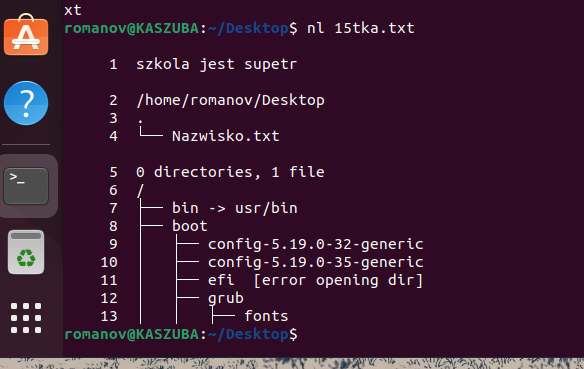 xt
romanov@KASZUBA:~/Desktop$ nl 15tka.txt
1 szkola jest supetr
2 /home/romanov/Desktop
3 .
4 └── Nazwisko.txt
5 0 directories, 1 file
6 /
7 ├── bin -> usr/bin
8 ├── boot
9 │   ├── config-5.19.0-32-generic
10 │   ├── config-5.19.0-35-generic
11 │   ├── efi  [error opening dir]
12 │   ├── grub
13 │   │   ├── fonts
romanov@KASZUBA:~/Desktop$